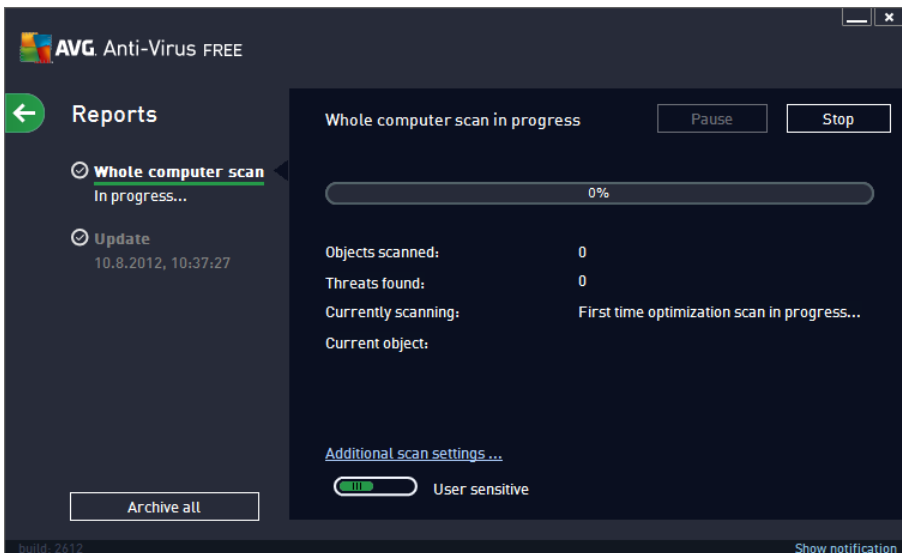 AVG. Anti-Virus FREE
Reports
Whole computer scan
In progress...
Update
10.8.2012, 10:37:27
Archive all
Whole computer scan in progress
Pause
Stop
0%
Objects scanned: 0
Threats found: 0
Currently scanning: First time optimization scan in progress...
Current object:
Additional scan settings ...
User sensitive
build: 2612
Show notification